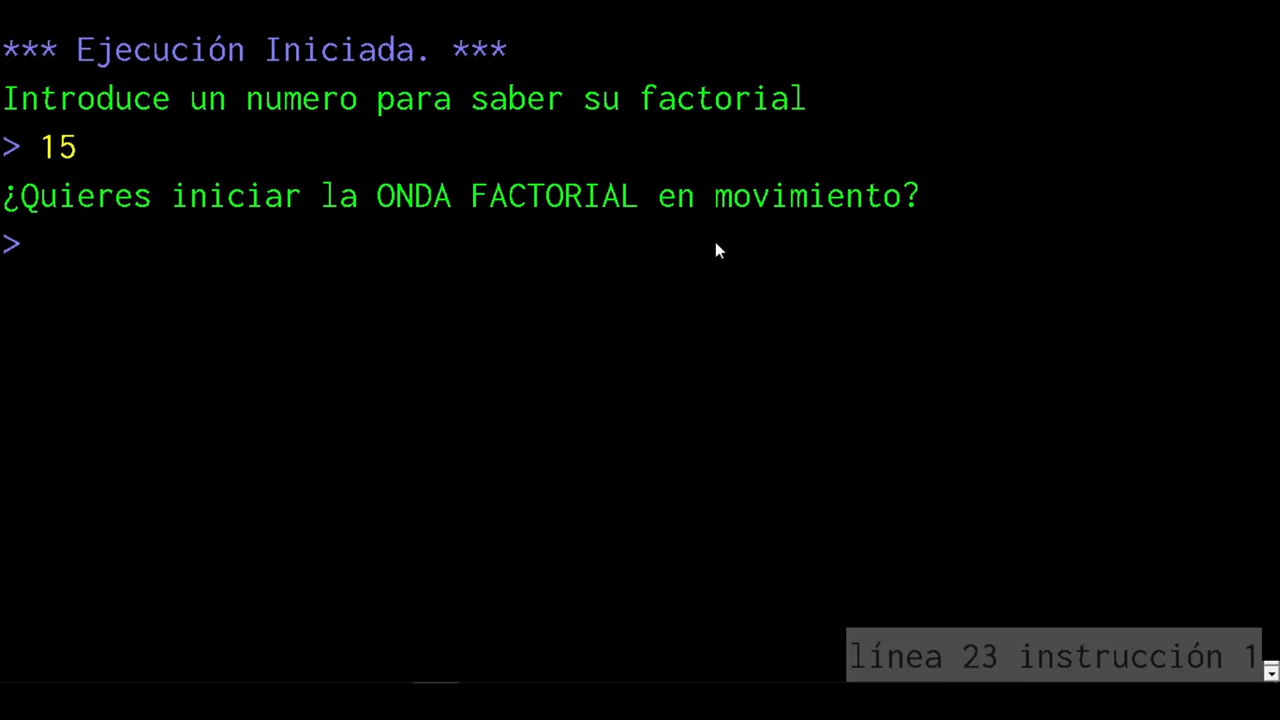 *** Ejecución Iniciada. ***
Introduce un numero para saber su factorial
> 15
¿Quieres iniciar la ONDA FACTORIAL en movimiento?
>
línea 23 instrucción 1